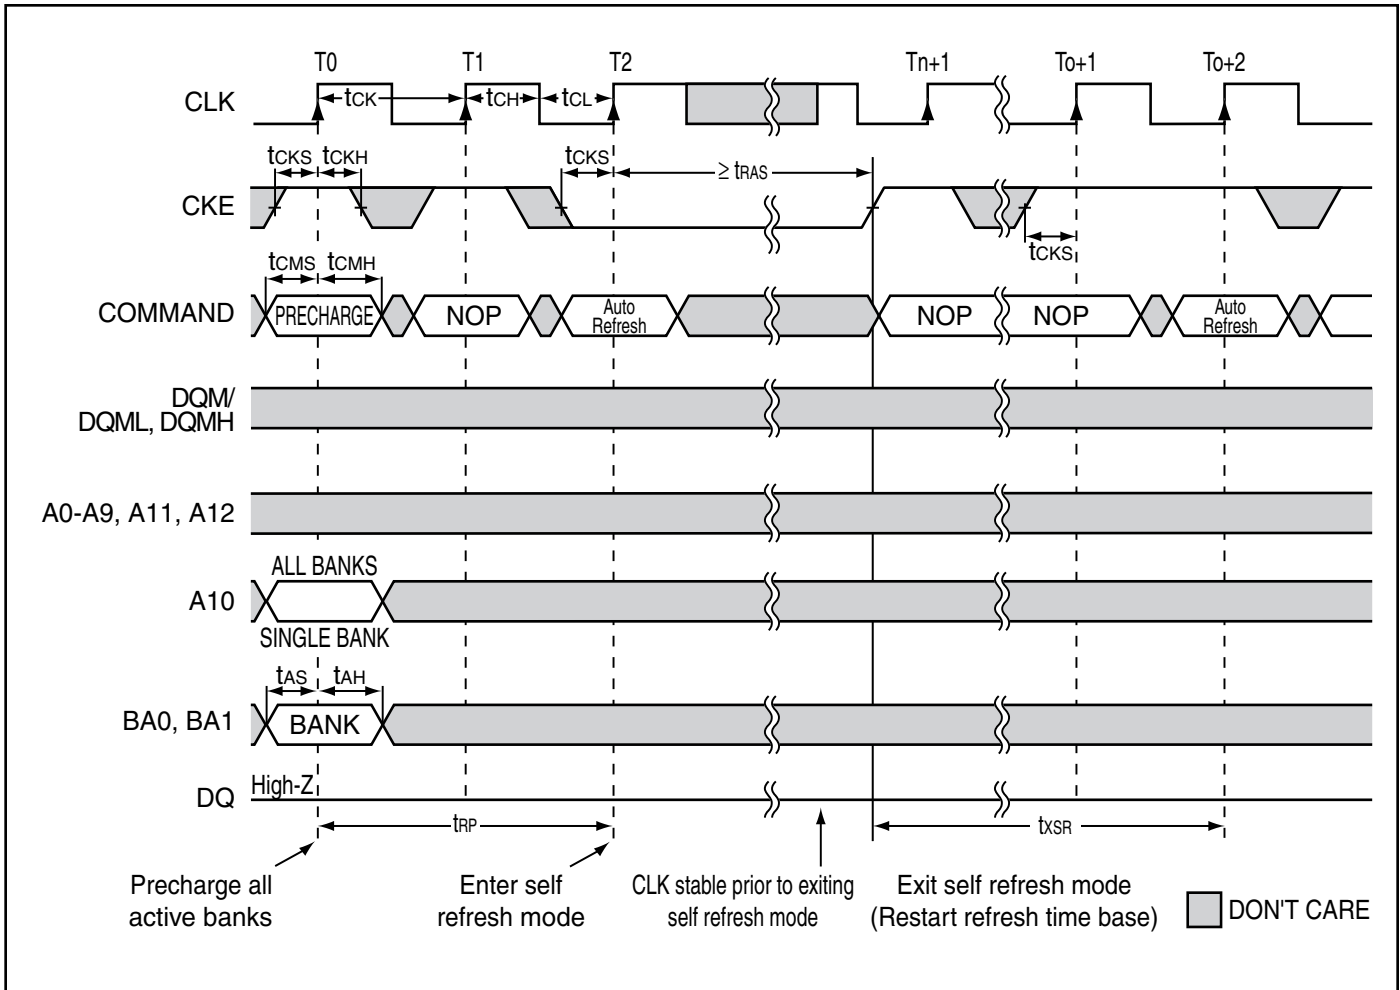 T0 T1 T2 Tn+1 To+1 To+2
CLK tCK tCH tCL
tCKS tCKH tCKS ≥ tRAS
CKE
tCKS
tCMS tCMH
COMMAND PRECHARGE NOP Auto Refresh NOP NOP Auto Refresh
DQM/
DQML, DQMH
A0-A9, A11, A12
ALL BANKS
A10
SINGLE BANK
tAS tAH
BA0, BA1 BANK
High-Z
DQ
tRP tXSR
Precharge all
active banks
Enter self
refresh mode
CLK stable prior to exiting
self refresh mode
Exit self refresh mode
(Restart refresh time base)
DON'T CARE